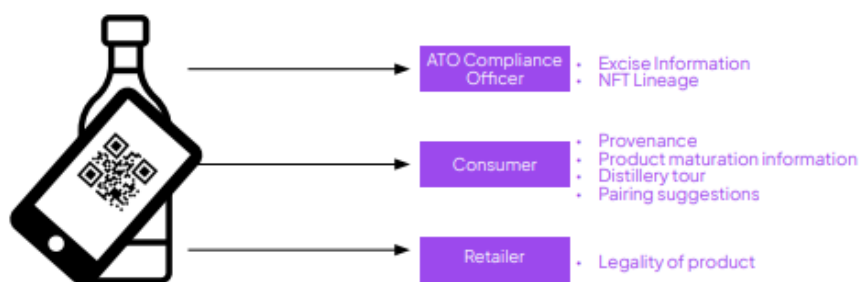 ATO Compliance
Officer
• Excise Information
• NFT Lineage
Consumer
• Provenance
• Product maturation information
• Distillery tour
• Pairing suggestions
Retailer
• Legality of product